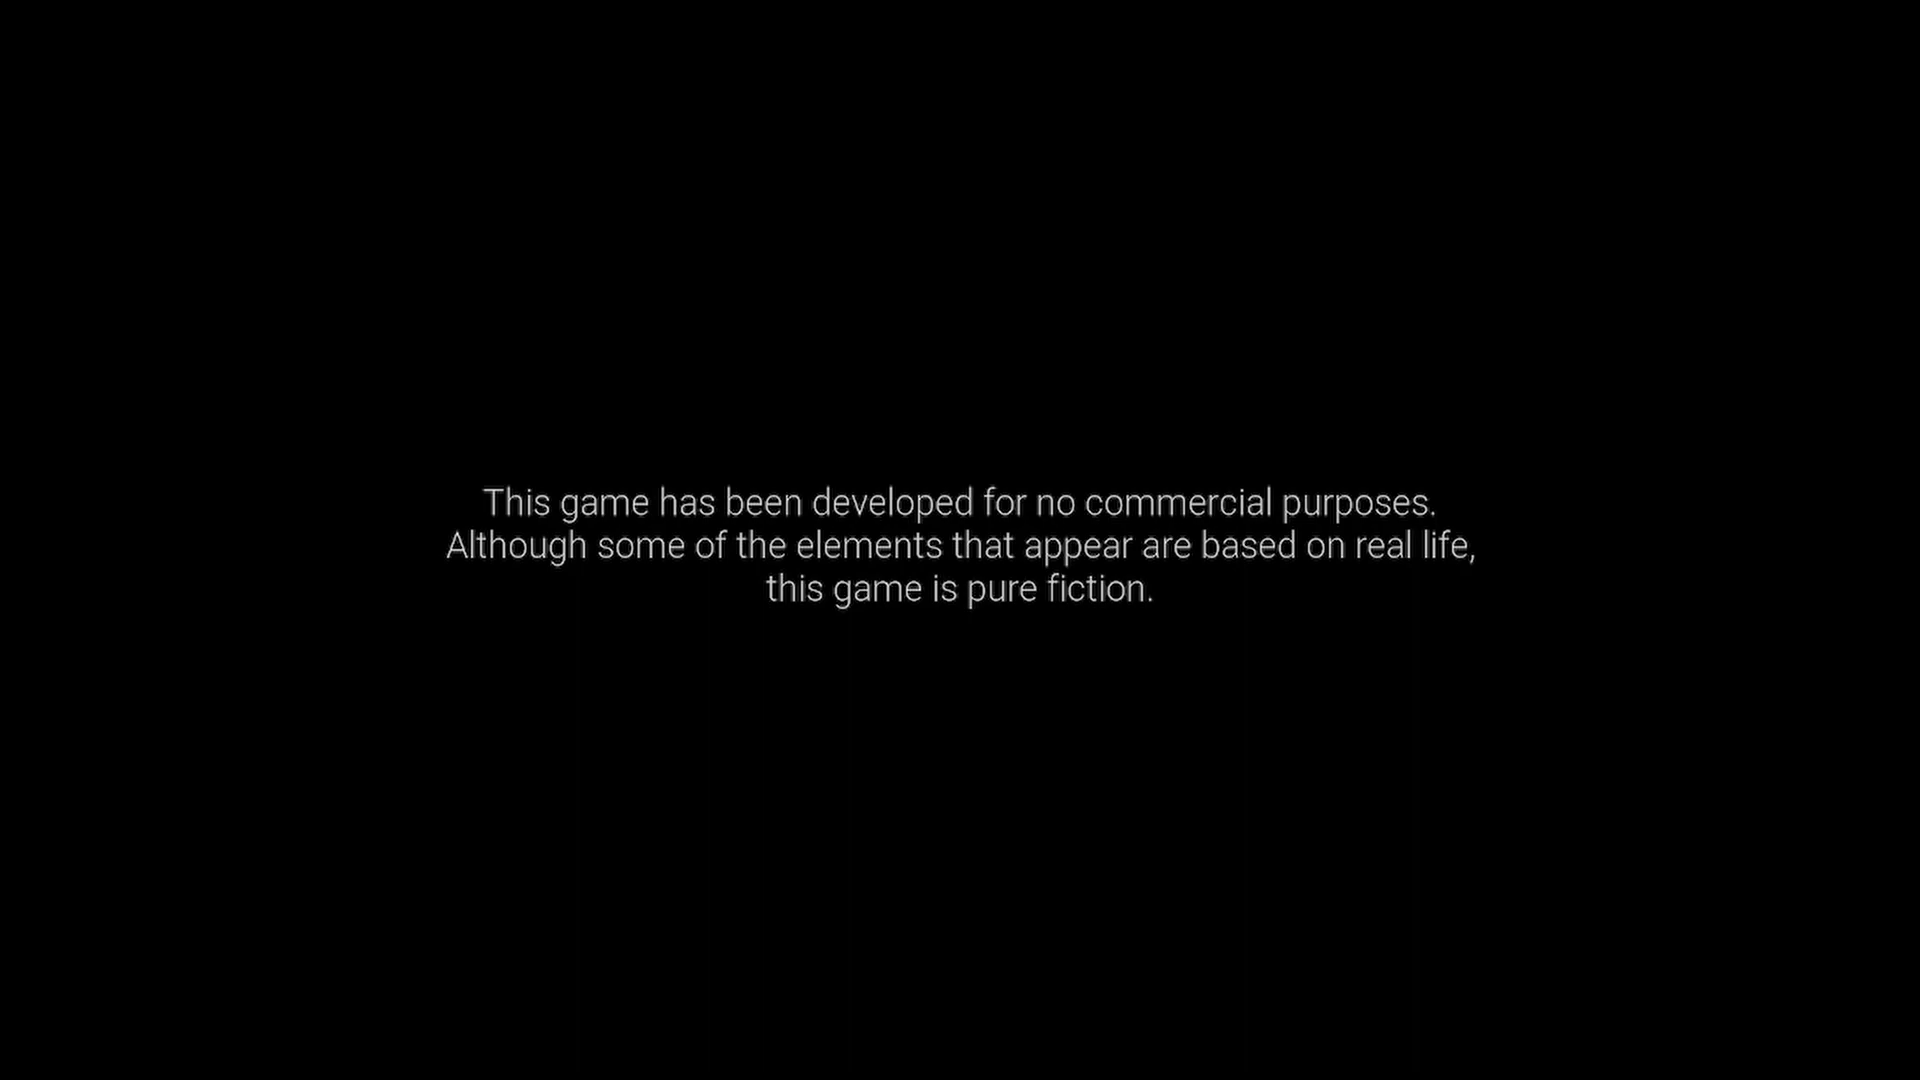 This game has been developed for no commercial purposes.
Although some of the elements that appear are based on real life,
this game is pure fiction.